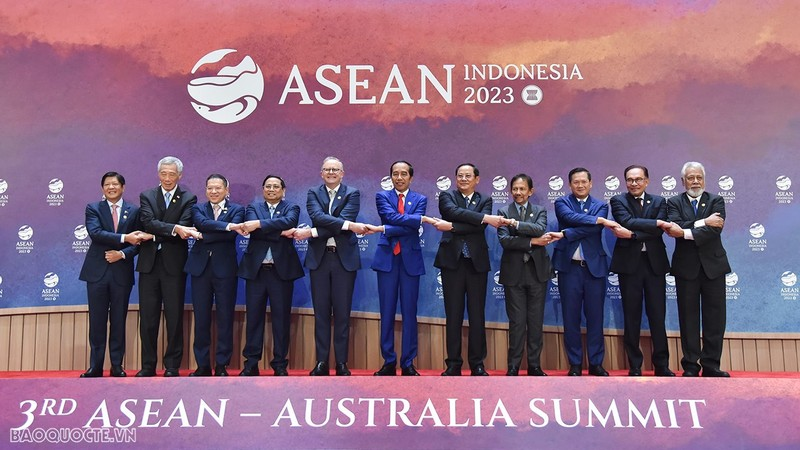 ASEAN
INDONESIA
2023
3RD ASEAN – AUSTRALIA SUMMIT
BAOQUOCTE.VN